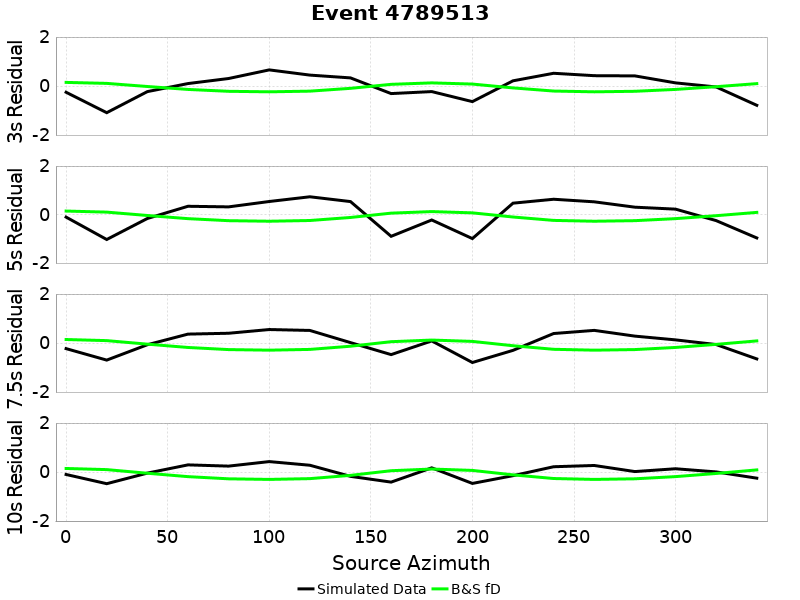 Event 4789513
3s Residual
2
0
-2
5s Residual
2
0
-2
7.5s Residual
2
0
-2
10s Residual
2
0
-2
0 50 100 150 200 250 300
Source Azimuth
Simulated Data B&S fD